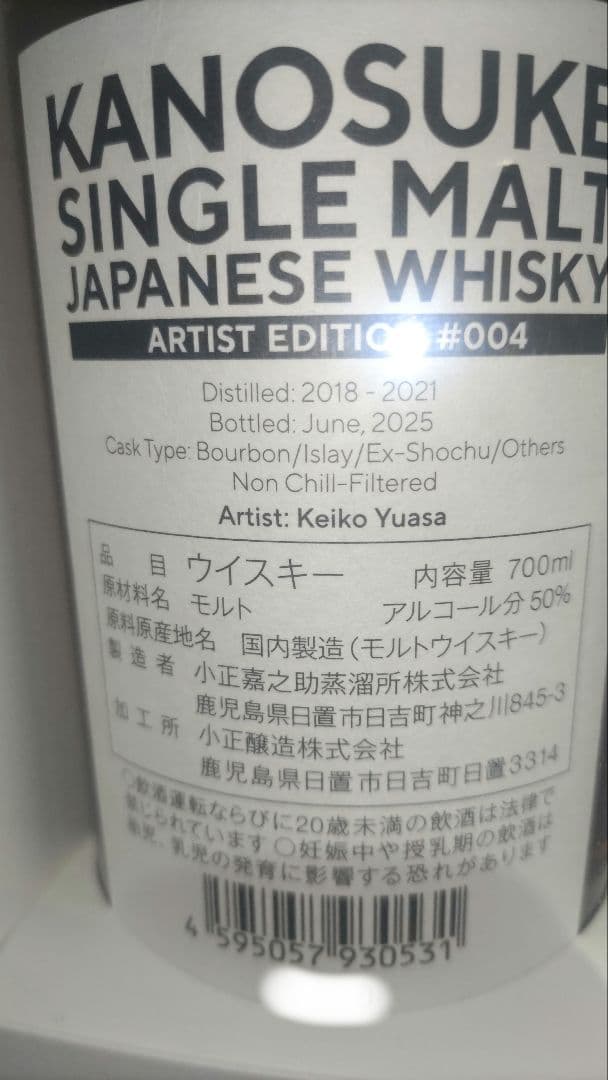 KANOSUKE
SINGLE MALT
JAPANESE WHISKY
ARTIST EDITION #004
Distilled: 2018 - 2021
Bottled: June, 2025
Cask Type: Bourbon/Islay/Ex-Shochu/Others
Non Chill-Filtered
Artist: Keiko Yuasa
品目 ウイスキー 内容量 700ml
原材料名 モルト アルコール分 50%
原料原産地名 国内製造(モルトウイスキー)
製造者 小正嘉之助蒸溜所株式会社
鹿児島県日置市日吉町神之川845-3
加工所 小正醸造株式会社
鹿児島県日置市日吉町日置3314
○飲酒運転ならびに20歳未満の飲酒は法律で
禁じられています ○妊娠中や授乳期の飲酒は
胎児、乳児の発育に影響する恐れがあります
4 595057 930531